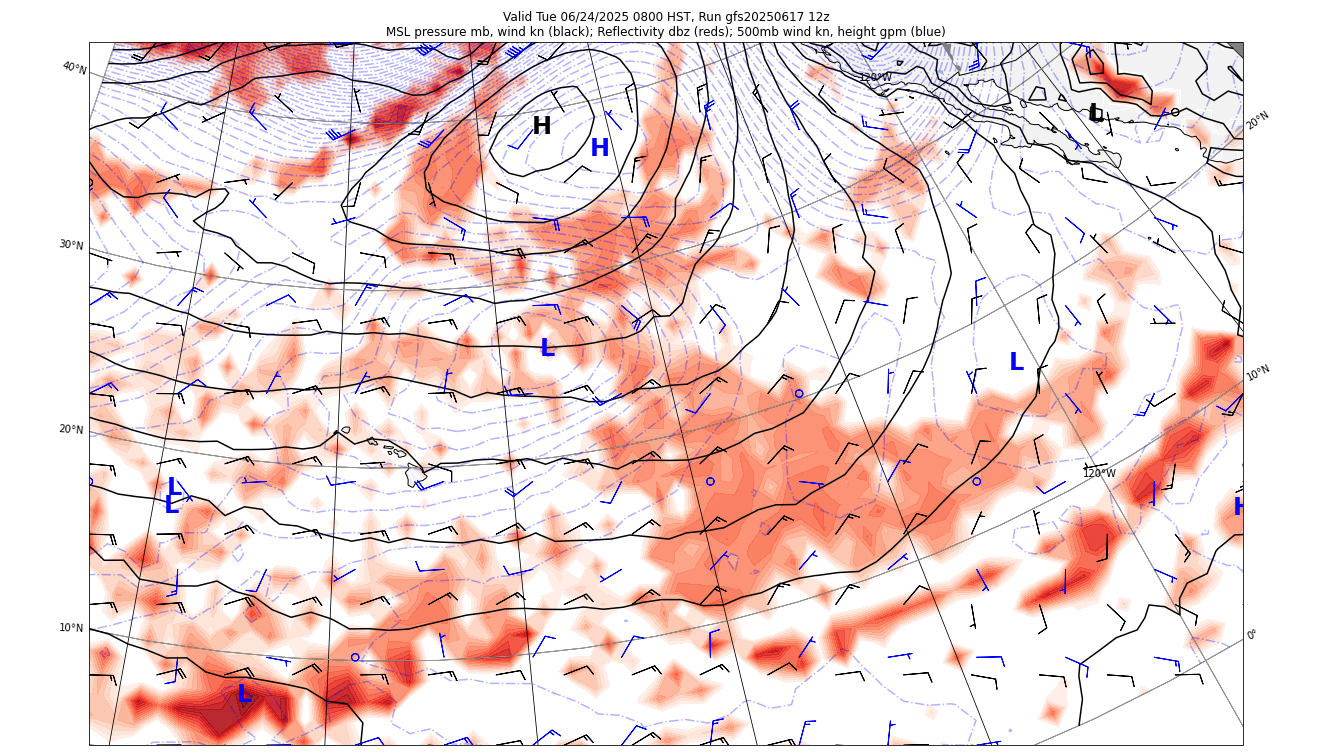 Valid Tue 06/24/2025 0800 HST, Run gfs20250617 12z
MSL pressure mb, wind kn (black); Reflectivity dbz (reds); 500mb wind kn, height gpm (blue)
40°N
120°W
20°N
H
H
L
30°N
L
L
10°N
20°N
120°W
L
L
H
10°N
0°
L